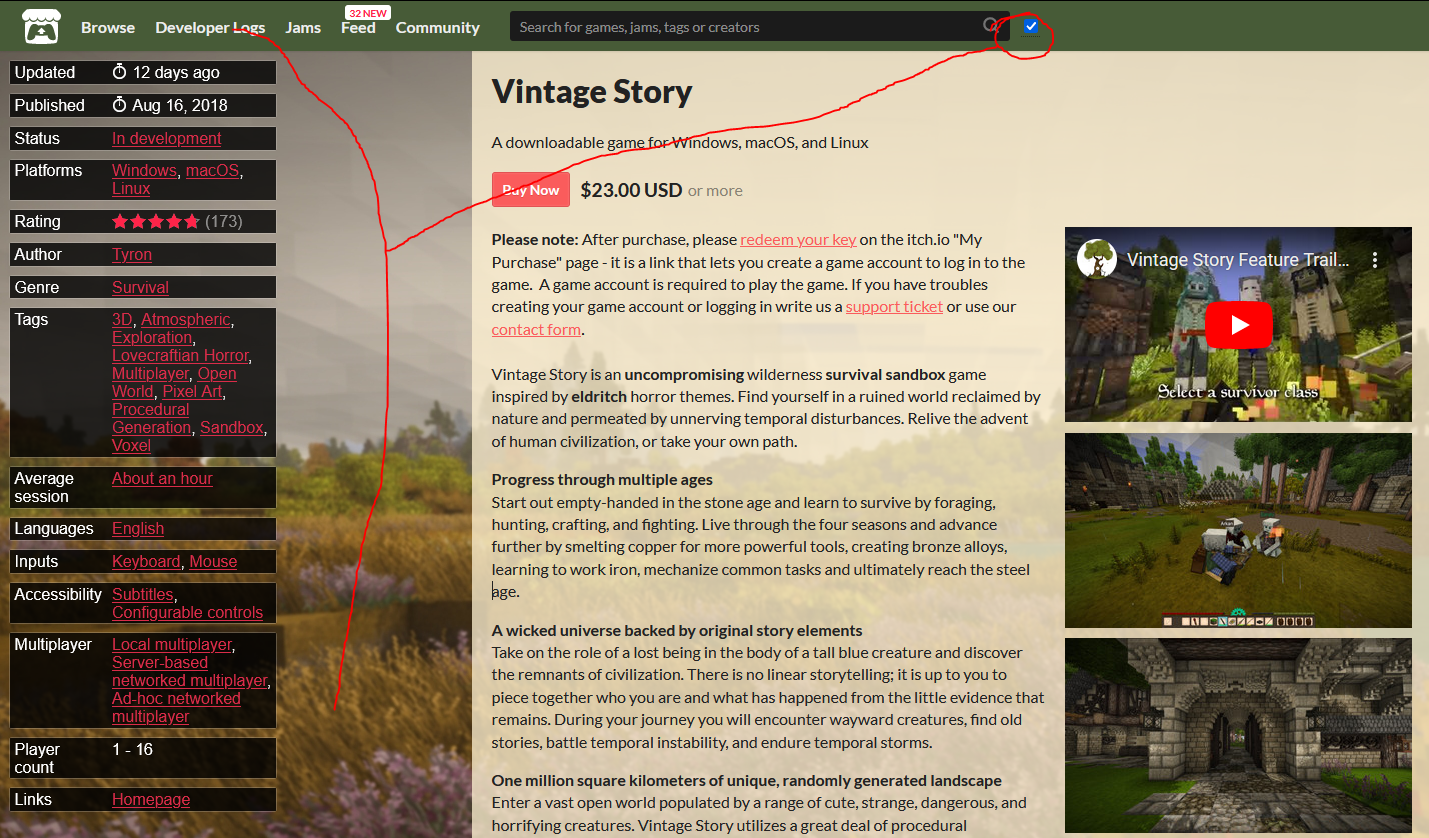 32 NEW
Browse Developer Logs Jams Feed Community Search for games, jams, tags or creators
Updated 12 days ago
Published Aug 16, 2018
Status In development
Platforms Windows, macOS,
Linux
Rating (173)
Author Tyron
Genre Survival
Tags 3D, Atmospheric,
Exploration,
Lovecraftian Horror,
Multiplayer, Open
World, Pixel Art,
Procedural
Generation, Sandbox,
Voxel
Average
session About an hour
Languages English
Inputs Keyboard, Mouse
Accessibility Subtitles,
Configurable controls
Multiplayer Local multiplayer,
Server-based
networked multiplayer,
Ad-hoc networked
multiplayer
Player
count 1 - 16
Links Homepage
Vintage Story
A downloadable game for Windows, macOS, and Linux
Buy Now $23.00 USD or more
Please note: After purchase, please redeem your key on the itch.io "My
Purchase" page - it is a link that lets you create a game account to log in to the
game. A game account is required to play the game. If you have troubles
creating your game account or logging in write us a support ticket or use our
contact form.
Vintage Story is an uncompromising wilderness survival sandbox game
inspired by eldritch horror themes. Find yourself in a ruined world reclaimed by
nature and permeated by unnerving temporal disturbances. Relive the advent
of human civilization, or take your own path.
Progress through multiple ages
Start out empty-handed in the stone age and learn to survive by foraging,
hunting, crafting, and fighting. Live through the four seasons and advance
further by smelting copper for more powerful tools, creating bronze alloys,
learning to work iron, mechanize common tasks and ultimately reach the steel
age.
A wicked universe backed by original story elements
Take on the role of a lost being in the body of a tall blue creature and discover
the remnants of civilization. There is no linear storytelling; it is up to you to
piece together who you are and what has happened from the little evidence that
remains. During your journey you will encounter wayward creatures, find old
stories, battle temporal instability, and endure temporal storms.
One million square kilometers of unique, randomly generated landscape
Enter a vast open world populated by a range of cute, strange, dangerous, and
horrifying creatures. Vintage Story utilizes a great deal of procedural
Vintage Story Feature Trail...
Select a survivor class